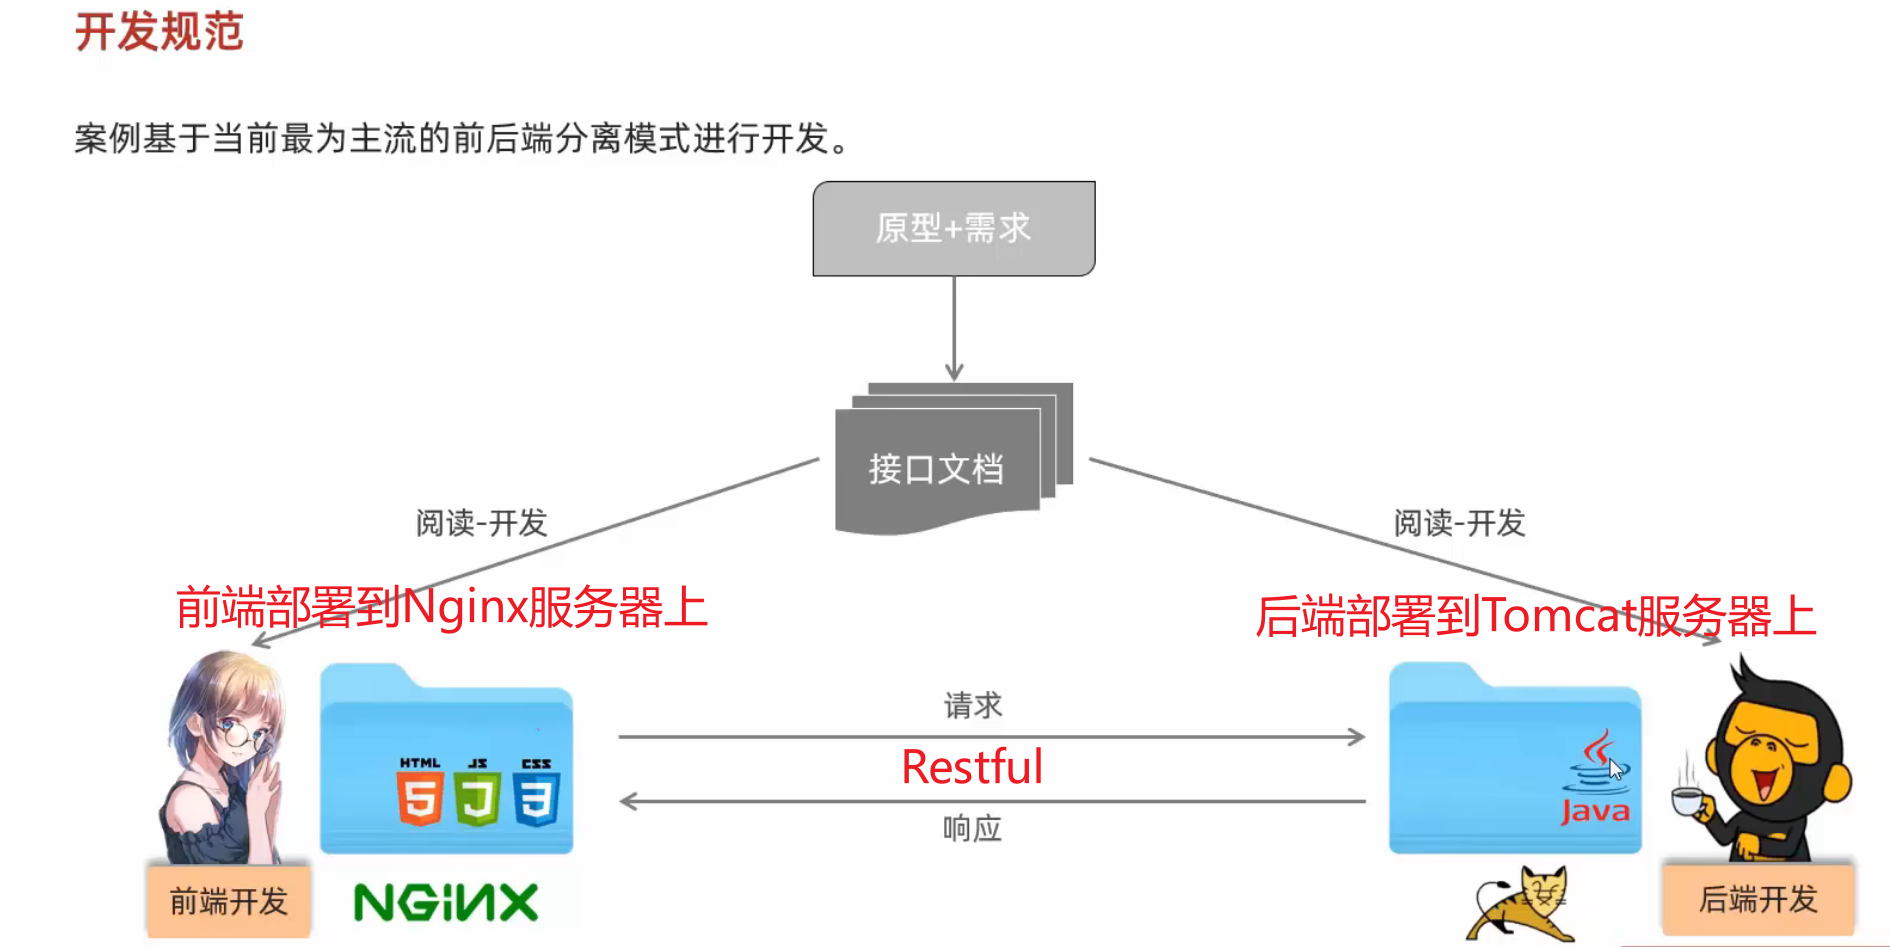 开发规范
案例基于当前最为主流的前后端分离模式进行开发。
原型+需求
接口文档
阅读-开发
阅读-开发
前端部署到Nginx服务器上
后端部署到Tomcat服务器上
请求
Restful
响应
HTML JS CSS
5 J 3
Java
前端开发
NGINX
后端开发